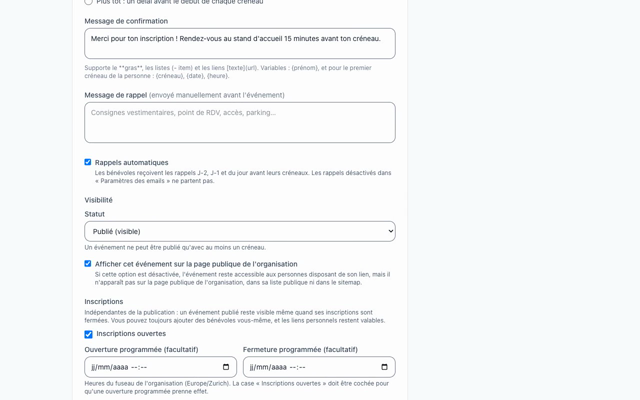 Plus tôt : un délai avant le début de chaque créneau
Message de confirmation
Merci pour ton inscription ! Rendez-vous au stand d'accueil 15 minutes avant ton créneau.
Supporte le **gras**, les listes (- item) et les liens [texte](url). Variables : {prénom}, et pour le premier
créneau de la personne : {créneau}, {date}, {heure}.
Message de rappel (envoyé manuellement avant l'événement)
Consignes vestimentaires, point de RDV, accès, parking...
Rappels automatiques
Les bénévoles reçoivent les rappels J-2, J-1 et du jour avant leurs créneaux. Les rappels désactivés dans
« Paramètres des emails » ne partent pas.
Visibilité
Statut
Publié (visible)
Un événement ne peut être publié qu'avec au moins un créneau.
Afficher cet événement sur la page publique de l'organisation
Si cette option est désactivée, l'événement reste accessible aux personnes disposant de son lien, mais il
n'apparaît pas sur la page publique de l'organisation, dans sa liste publique ni dans le sitemap.
Inscriptions
Indépendantes de la publication : un événement publié reste visible même quand ses inscriptions sont
fermées. Vous pouvez toujours ajouter des bénévoles vous-même, et les liens personnels restent valables.
Inscriptions ouvertes
Ouverture programmée (facultatif) Fermeture programmée (facultatif)
jj/mm/aaaa --:-- jj/mm/aaaa --:--
Heures du fuseau de l'organisation (Europe/Zurich). La case « Inscriptions ouvertes » doit être cochée pour
qu'une ouverture programmée prenne effet.